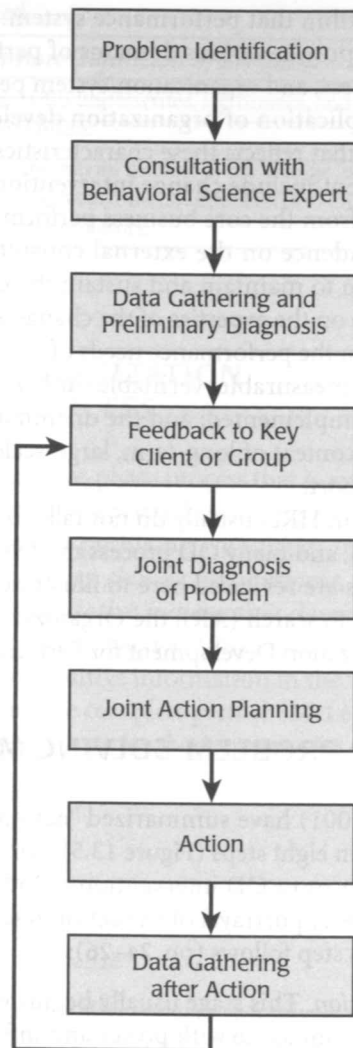 Problem Identification
Consultation with
Behavioral Science Expert
Data Gathering and
Preliminary Diagnosis
Feedback to Key
Client or Group
Joint Diagnosis
of Problem
Joint Action Planning
Action
Data Gathering
after Action